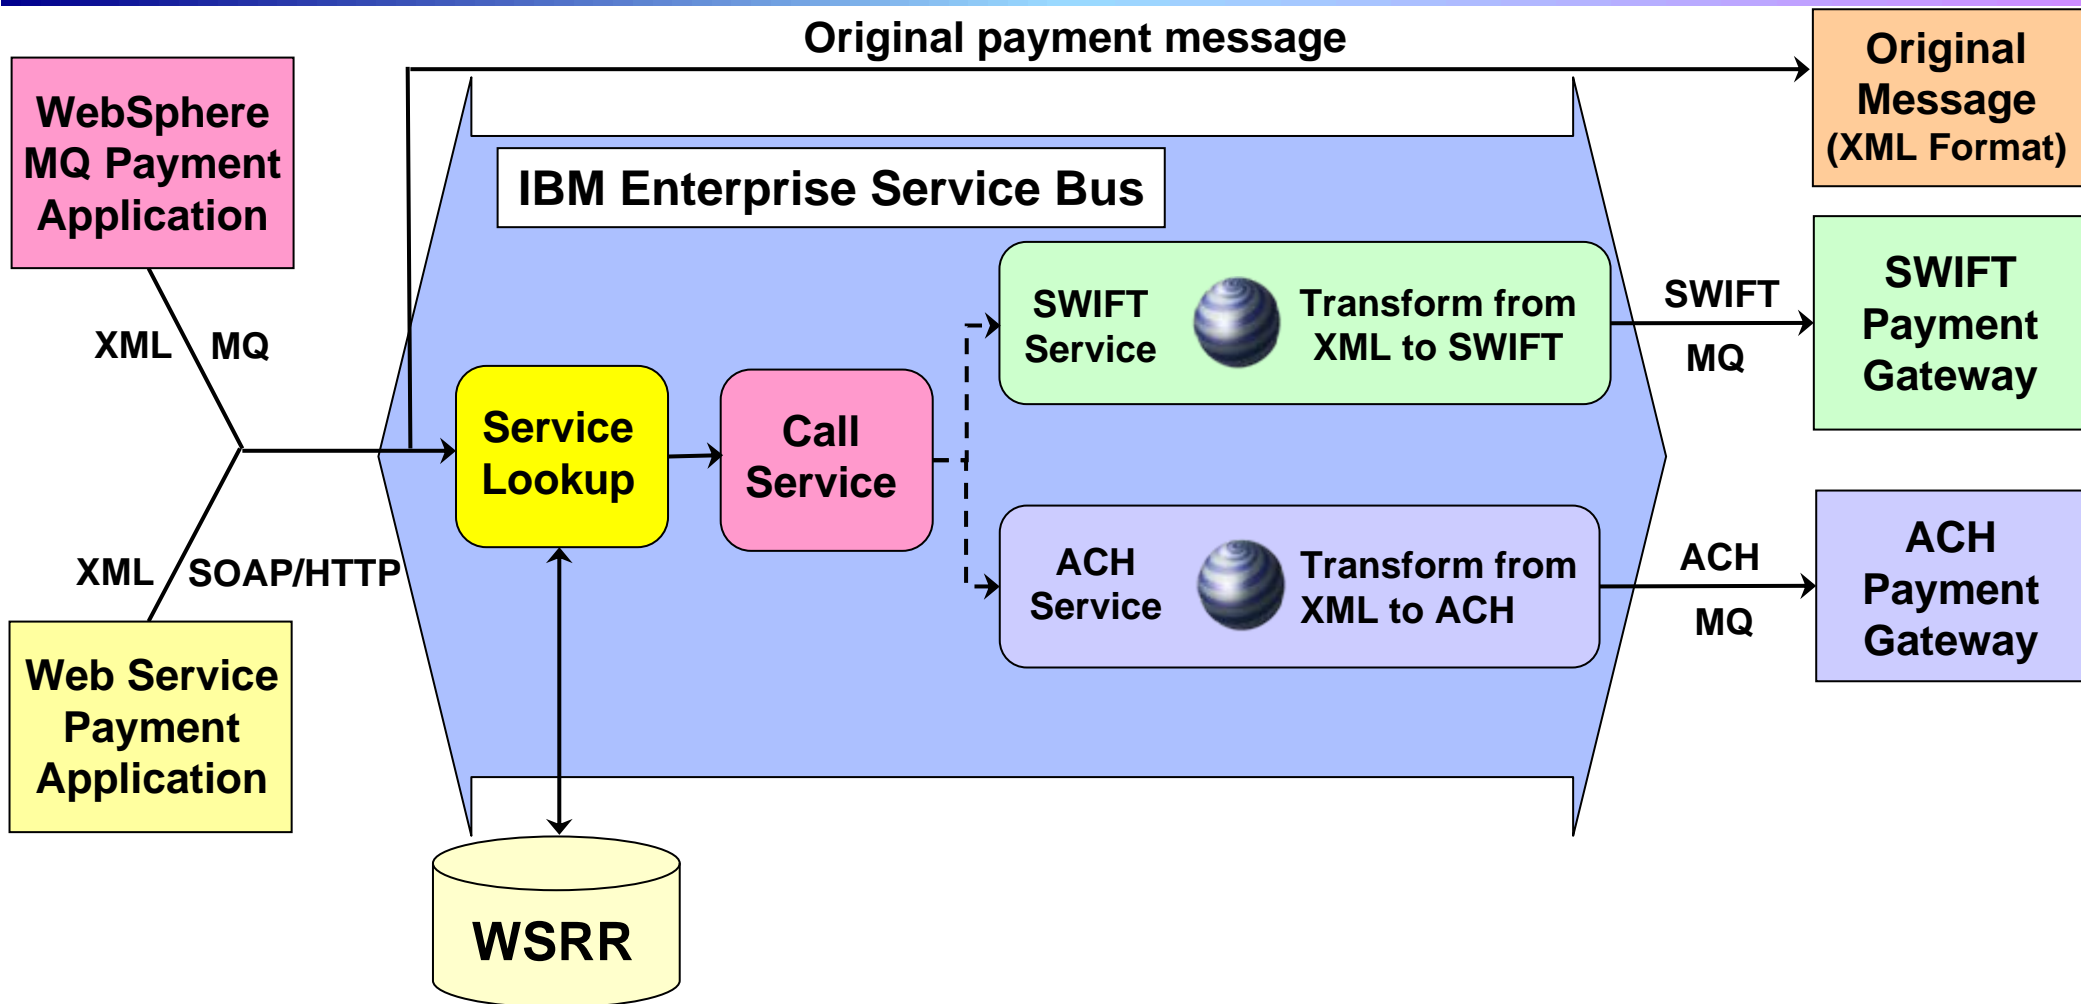 Original payment message
Original
Message
(XML Format)
WebSphere
MQ Payment
Application
IBM Enterprise Service Bus
XML
MQ
XML
SOAP/HTTP
Web Service
Payment
Application
Service
Lookup
Call
Service
SWIFT
Service
Transform from
XML to SWIFT
SWIFT
MQ
SWIFT
Payment
Gateway
ACH
Service
Transform from
XML to ACH
ACH
MQ
ACH
Payment
Gateway
WSRR